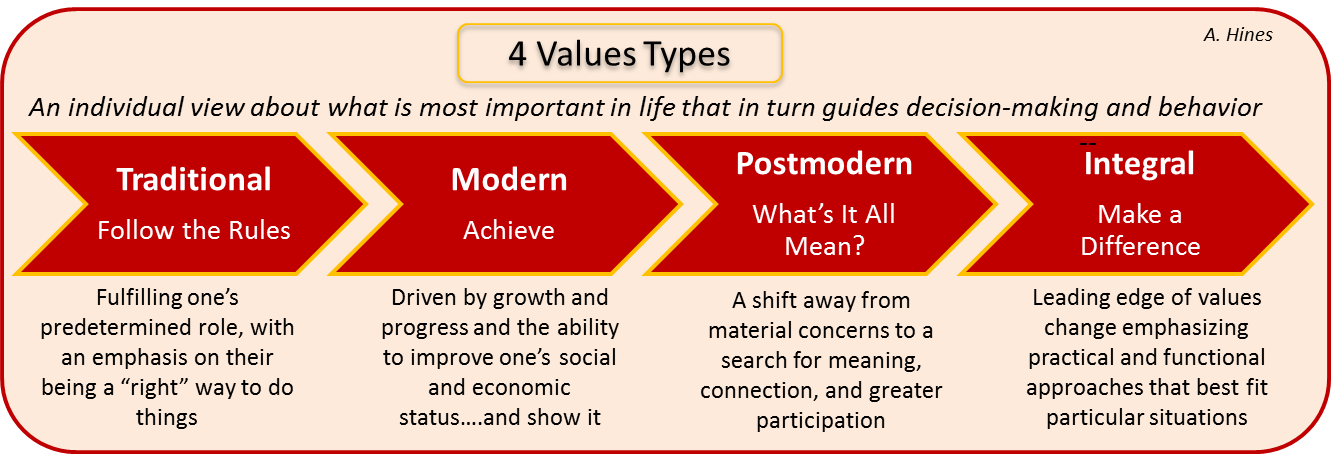 4 Values Types
A. Hines
An individual view about what is most important in life that in turn guides decision-making and behavior
Traditional
Follow the Rules
Modern
Achieve
Postmodern
What’s It All
Mean?
--
Integral
Make a
Difference
Fulfilling one’s
predetermined role, with
an emphasis on their
being a “right” way to do
things
Driven by growth and
progress and the ability
to improve one’s social
and economic
status….and show it
A shift away from
material concerns to a
search for meaning,
connection, and greater
participation
Leading edge of values
change emphasizing
practical and functional
approaches that best fit
particular situations